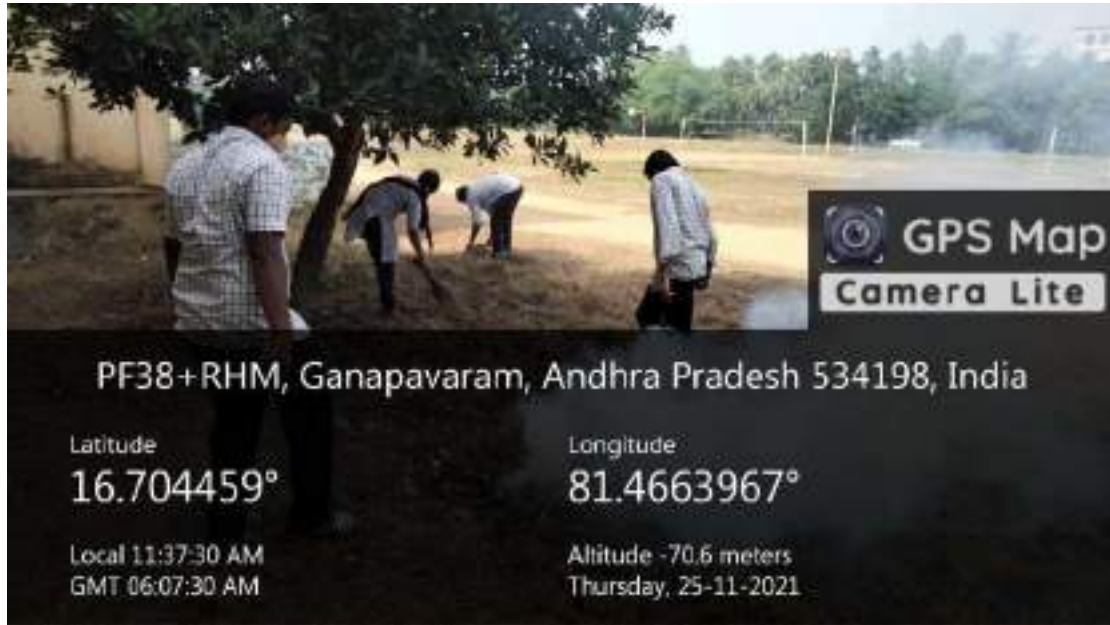 GPS Map
Camera Lite
PF38+RHM, Ganapavaram, Andhra Pradesh 534198, India
Latitude
16.704459°
Longitude
81.4663967°
Local 11:37:30 AM
GMT 06:07:30 AM
Altitude -70.6 meters
Thursday, 25-11-2021